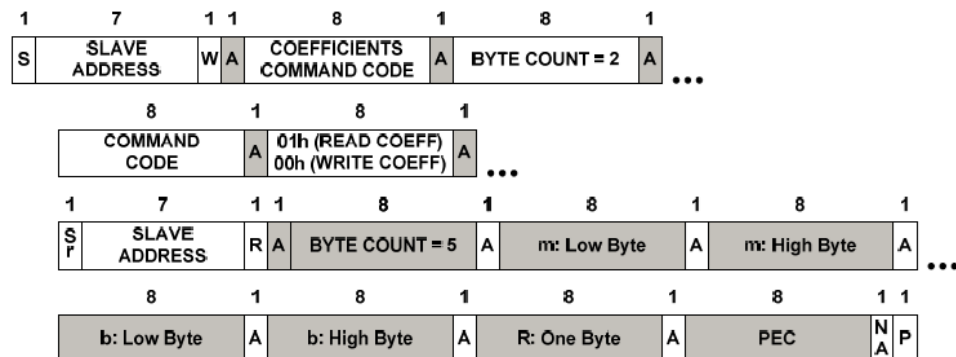 1 7 1 1 8 1 8 1
S SLAVE ADDRESS W A COEFFICIENTS COMMAND CODE A BYTE COUNT = 2 A •••
8 1 8 1
COMMAND CODE A 01h (READ COEFF) 00h (WRITE COEFF) A •••
1 7 1 1 8 1 8 1 8 1
Sr SLAVE ADDRESS R A BYTE COUNT = 5 A m: Low Byte A m: High Byte A •••
8 1 8 1 8 1 8 1 1
b: Low Byte A b: High Byte A R: One Byte A PEC NA P